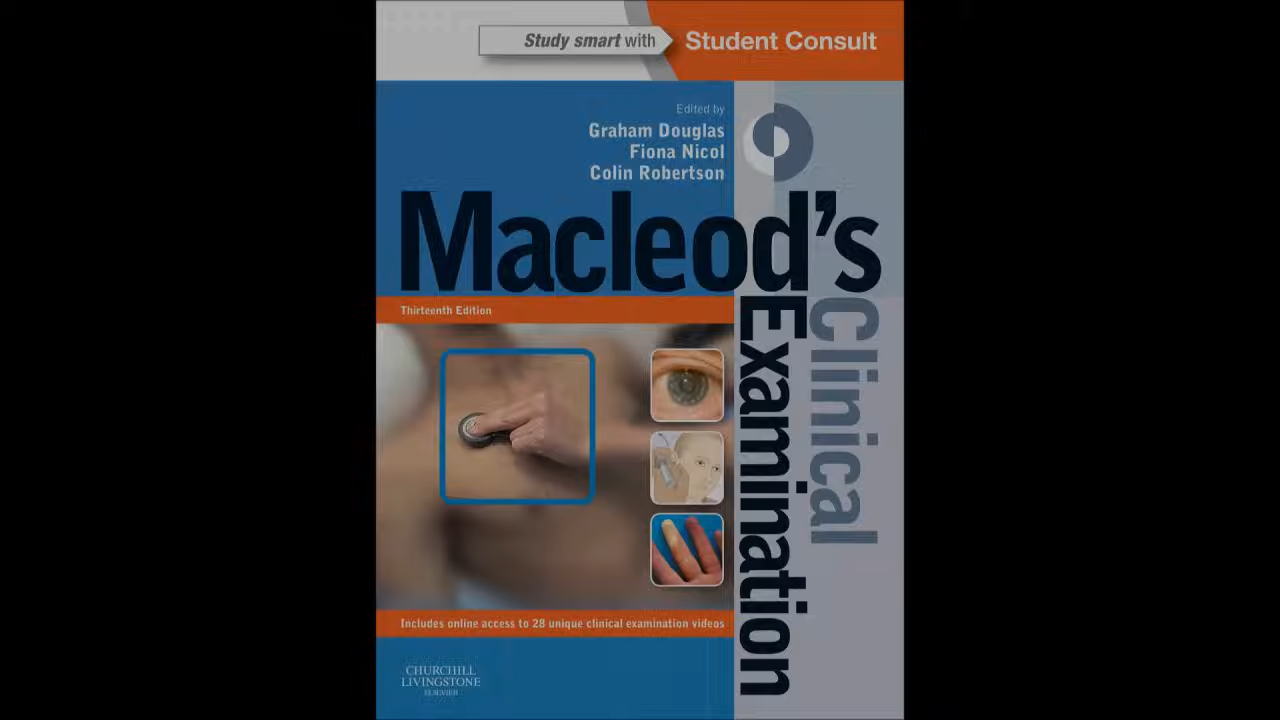 Study smart with
Student Consult
Edited by
Graham Douglas
Fiona Nicol
Colin Robertson
Macleod's
Clinical
Examination
Thirteenth Edition
Includes online access to 28 unique clinical examination videos
CHURCHILL
LIVINGSTONE
ELSEVIER